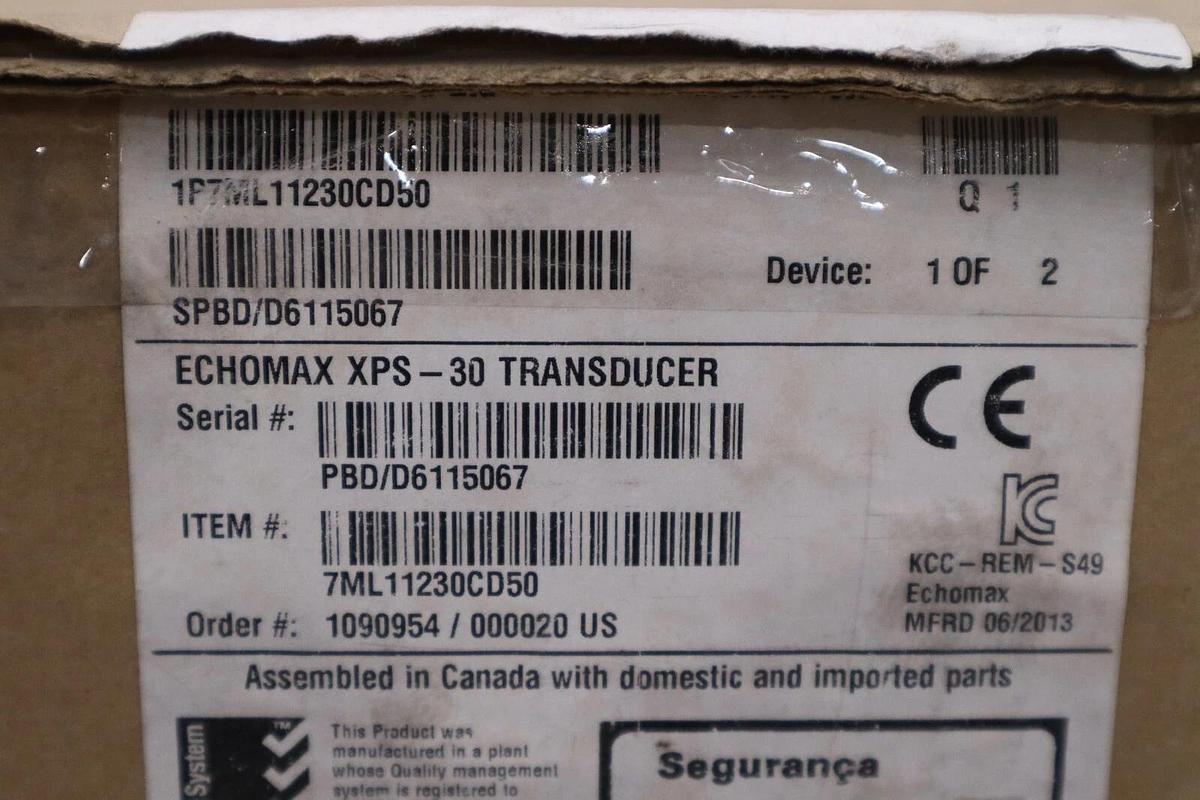 1P7ML11230CD50
Q 1
SPBD/D6115067
Device: 1 OF 2
ECHOMAX XPS-30 TRANSDUCER
Serial #:
PBD/D6115067
CE
ITEM #:
7ML11230CD50
KCC-REM-S49
Echomax
MFRD 06/2013
Order #: 1090954 / 000020 US
Assembled in Canada with domestic and imported parts
System
TM
This Product was
manufactured in a plant
whose Quality management
system is registered to
Segurança